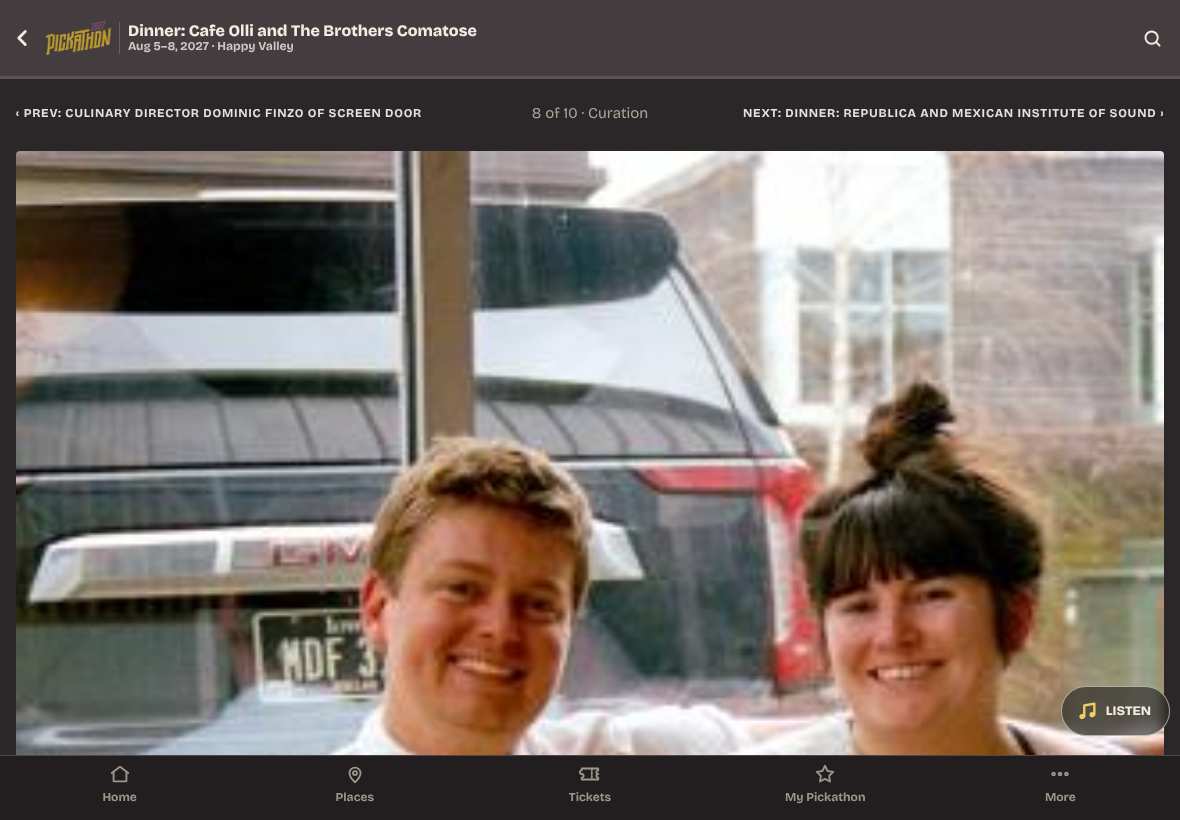 PICKATHON
Dinner: Cafe Olli and The Brothers Comatose
Aug 5–8, 2027 · Happy Valley
‹ PREV: CULINARY DIRECTOR DOMINIC FINZO OF SCREEN DOOR
8 of 10 · Curation
NEXT: DINNER: REPUBLICA AND MEXICAN INSTITUTE OF SOUND ›
GM
MDF 3
LISTEN
Home
Places
Tickets
My Pickathon
More